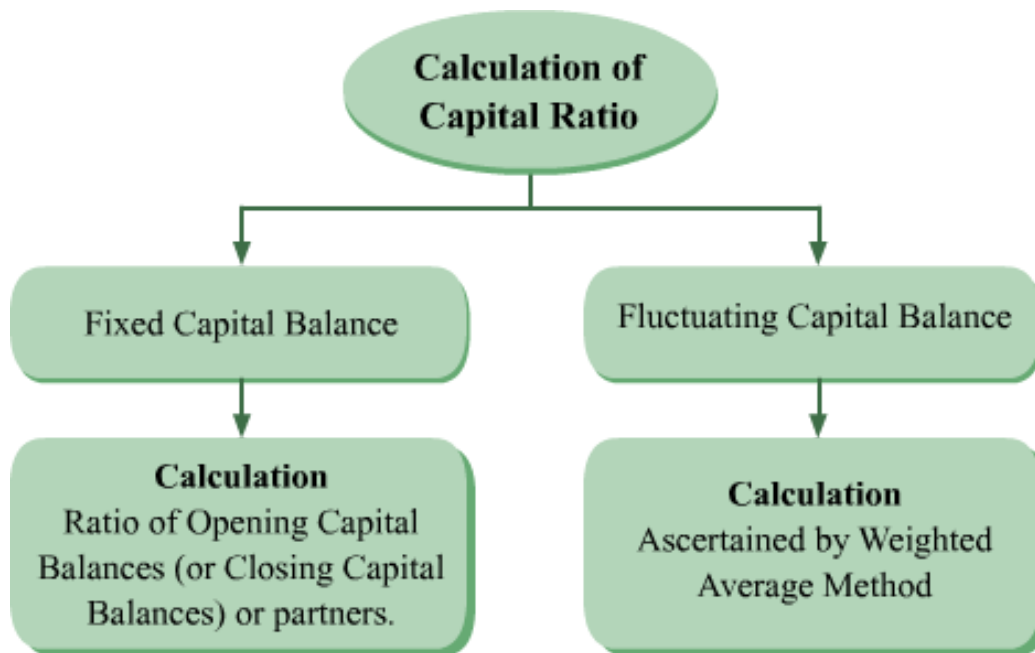 Calculation of
Capital Ratio
Fixed Capital Balance
Fluctuating Capital Balance
Calculation
Ratio of Opening Capital
Balances (or Closing Capital
Balances) or partners.
Calculation
Ascertained by Weighted
Average Method